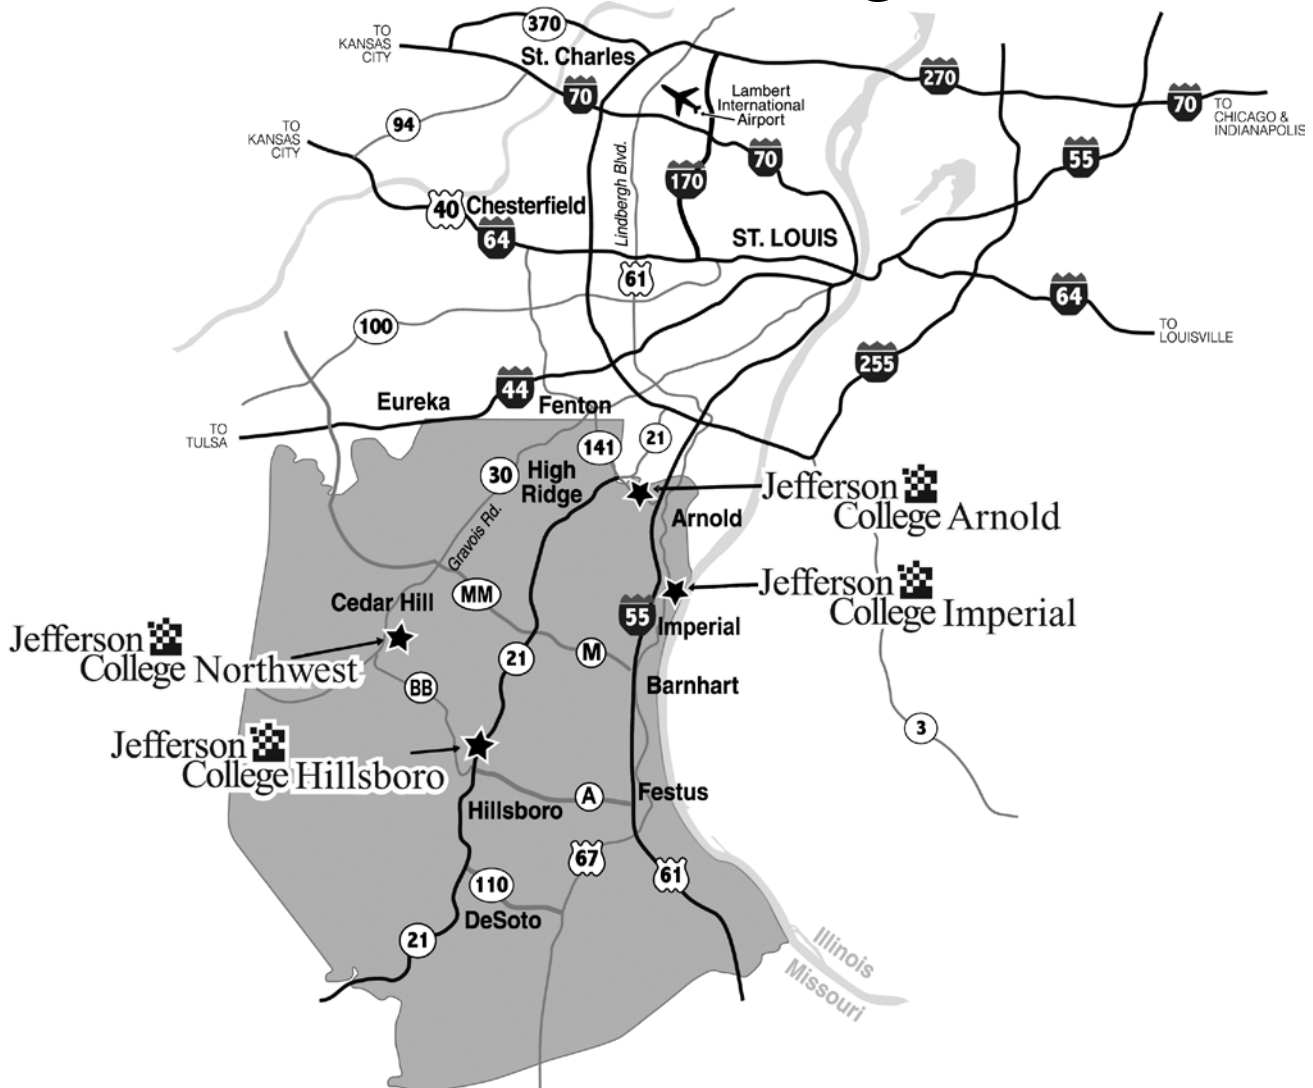 TO
KANSAS
CITY
370
St. Charles
70
270
70
TO
CHICAGO &
INDIANAPOLIS
Lambert
International
Airport
94
TO
KANSAS
CITY
Lindbergh Blvd.
170
70
55
40
Chesterfield
64
ST. LOUIS
61
64
TO
LOUISVILLE
100
255
44
Eureka
Fenton
TO
TULSA
141
21
30
High
Ridge
Jefferson
College Arnold
Arnold
Gravois Rd.
MM
Cedar Hill
Jefferson
College Imperial
55
Imperial
Jefferson
College Northwest
21
M
BB
Barnhart
3
Jefferson
College Hillsboro
Hillsboro
A
Festus
67
61
110
DeSoto
21
Illinois
Missouri